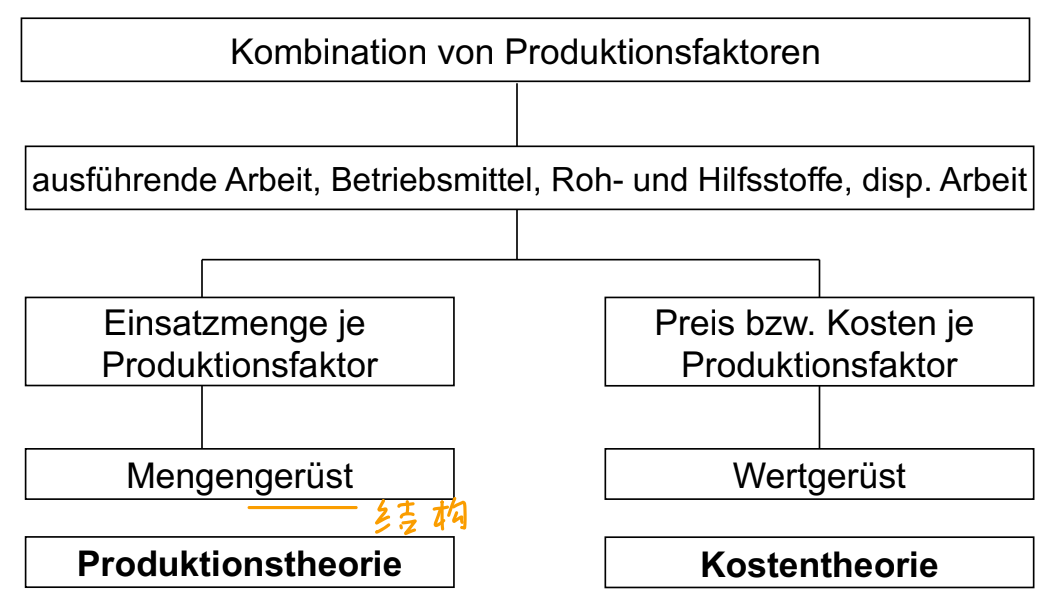 Kombination von Produktionsfaktoren
ausführende Arbeit, Betriebsmittel, Roh- und Hilfsstoffe, disp. Arbeit
Einsatzmenge je
Produktionsfaktor
Preis bzw. Kosten je
Produktionsfaktor
Mengengerüst
Wertgerüst
结构
Produktionstheorie
Kostentheorie